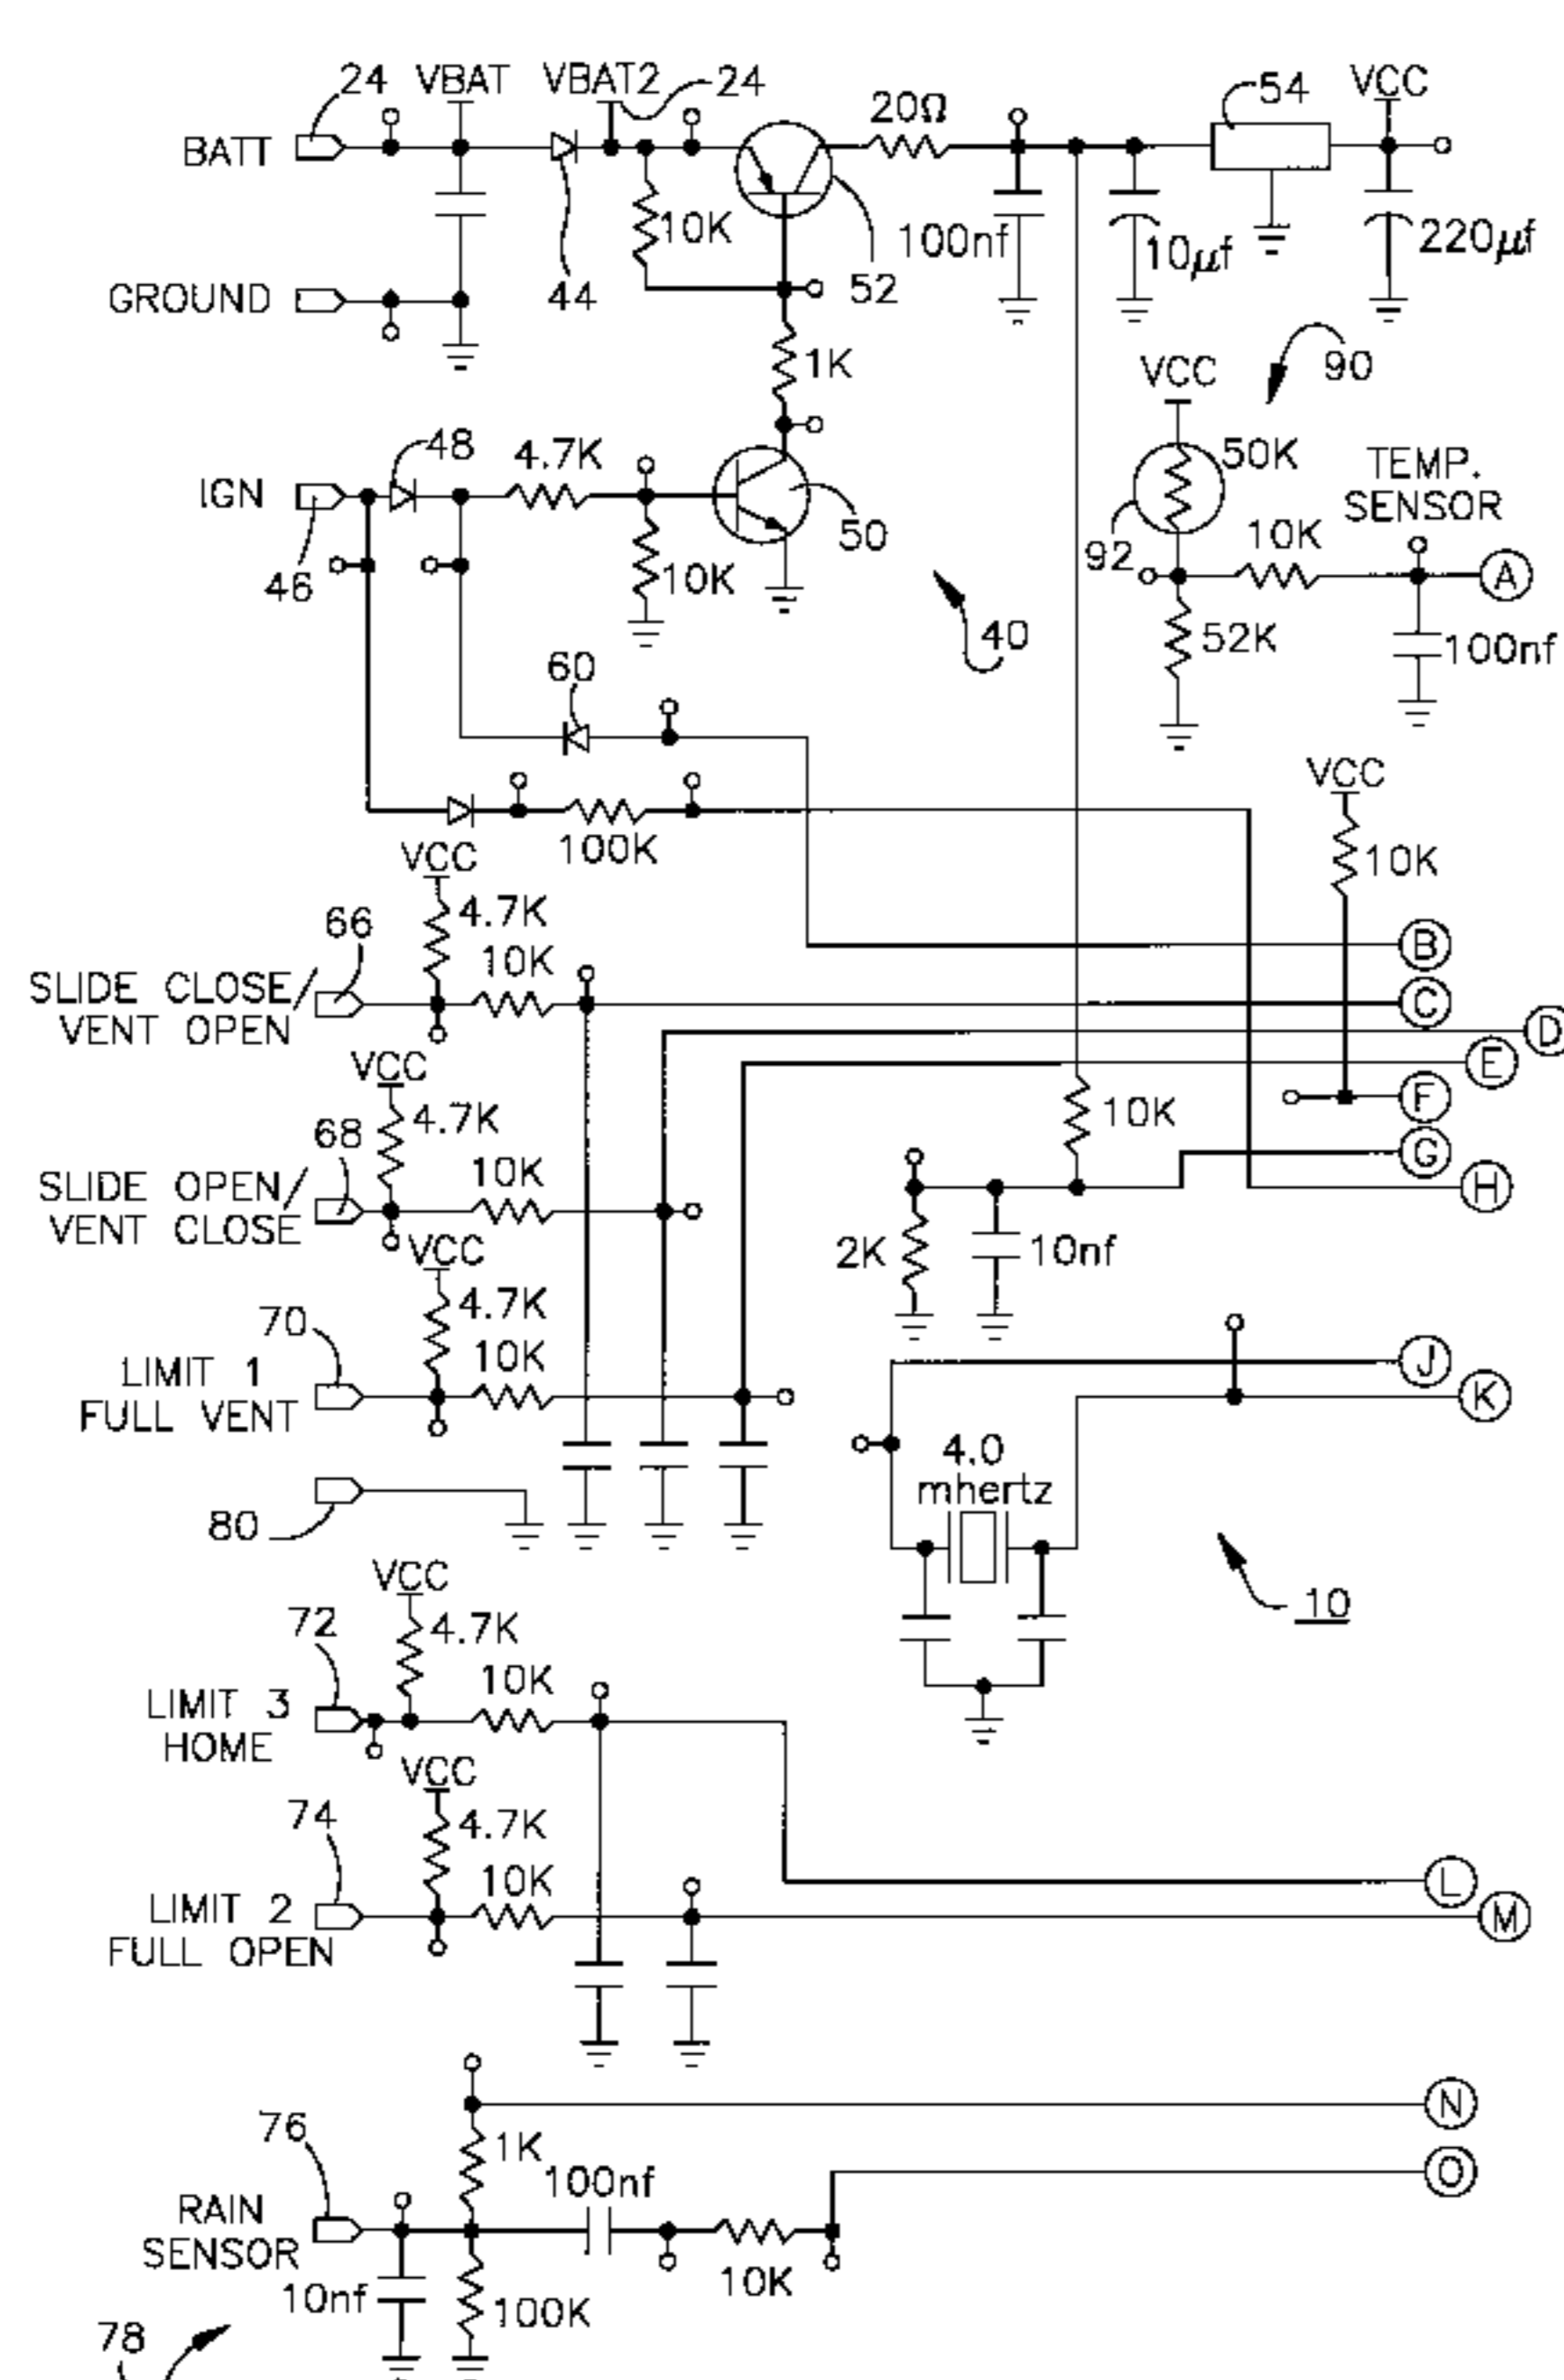 24
VBAT
VBAT2
24
20Ω
54
VCC
BATT
10K
100nf
10μf
220μf
44
52
GROUND
1K
VCC
90
48
4.7K
50K
TEMP.
SENSOR
IGN
50
10K
92
46
10K
A
40
52K
100nf
60
VCC
100K
10K
VCC
66
4.7K
10K
B
SLIDE CLOSE/
VENT OPEN
C
D
VCC
E
68
4.7K
F
10K
10K
G
SLIDE OPEN/
VENT CLOSE
H
VCC
2K
10nf
4.7K
70
10K
J
LIMIT 1
FULL VENT
K
4.0
mhertz
80
10
VCC
72
4.7K
10K
LIMIT 3
HOME
VCC
74
4.7K
10K
L
LIMIT 2
FULL OPEN
M
N
76
1K
100nf
O
RAIN
SENSOR
10nf
100K
10K
78